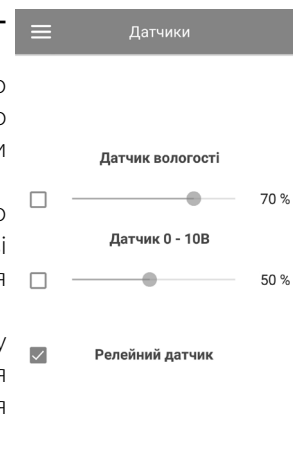 Датчики
Датчик вологості
70 %
Датчик 0 - 10В
50 %
Релейний датчик